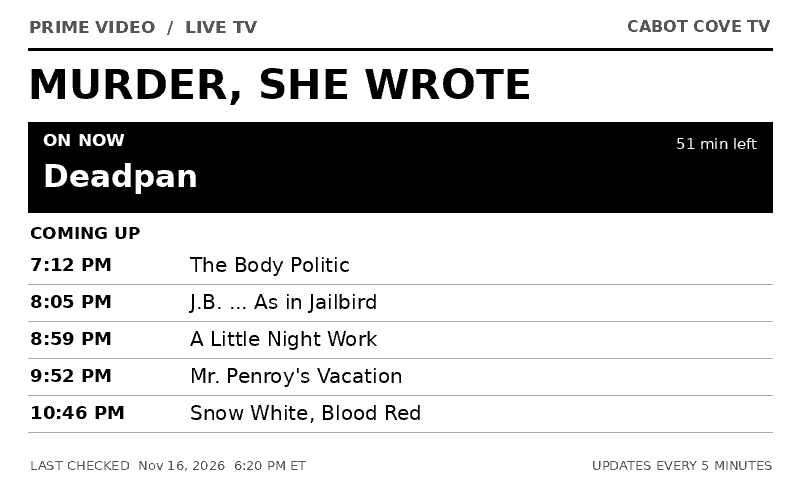 PRIME VIDEO / LIVE TV
CABOT COVE TV
MURDER, SHE WROTE
ON NOW
51 min left
Deadpan
COMING UP
7:12 PM The Body Politic
8:05 PM J.B. ... As in Jailbird
8:59 PM A Little Night Work
9:52 PM Mr. Penroy's Vacation
10:46 PM Snow White, Blood Red
LAST CHECKED Nov 16, 2026 6:20 PM ET
UPDATES EVERY 5 MINUTES